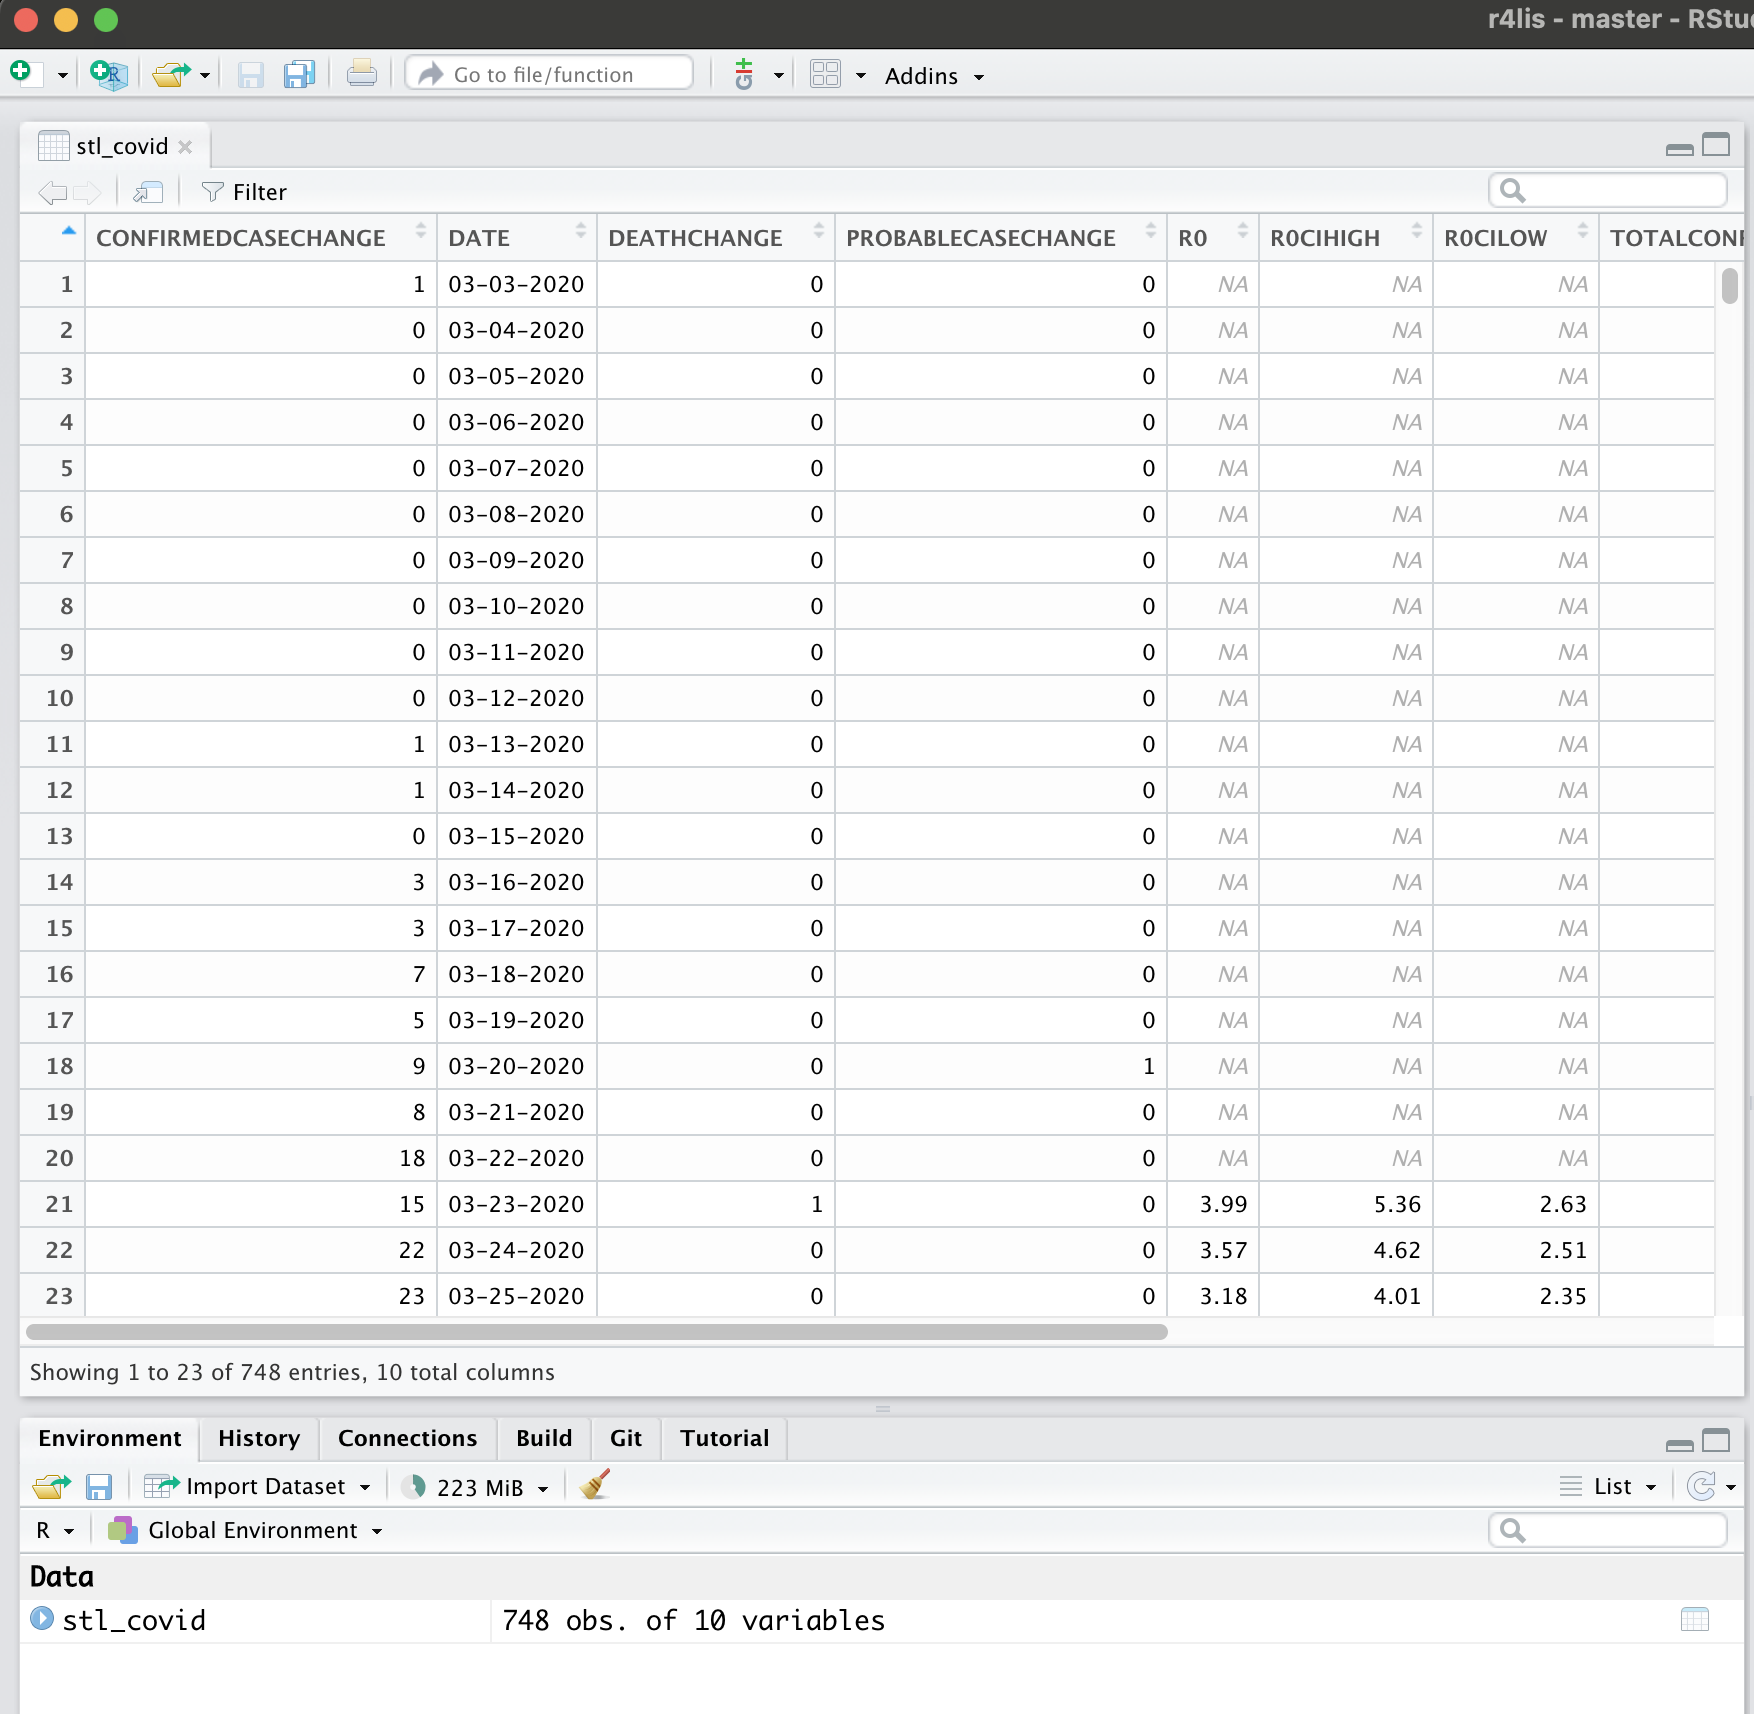 r4lis - master - RStu
Go to file/function Addins
stl_covid
Filter
CONFIRMEDCASECHANGE DATE DEATHCHANGE PROBABLECASECHANGE R0 R0CIHIGH R0CILOW TOTALCONF
1 1 03-03-2020 0 0 NA NA NA
2 0 03-04-2020 0 0 NA NA NA
3 0 03-05-2020 0 0 NA NA NA
4 0 03-06-2020 0 0 NA NA NA
5 0 03-07-2020 0 0 NA NA NA
6 0 03-08-2020 0 0 NA NA NA
7 0 03-09-2020 0 0 NA NA NA
8 0 03-10-2020 0 0 NA NA NA
9 0 03-11-2020 0 0 NA NA NA
10 0 03-12-2020 0 0 NA NA NA
11 1 03-13-2020 0 0 NA NA NA
12 1 03-14-2020 0 0 NA NA NA
13 0 03-15-2020 0 0 NA NA NA
14 3 03-16-2020 0 0 NA NA NA
15 3 03-17-2020 0 0 NA NA NA
16 7 03-18-2020 0 0 NA NA NA
17 5 03-19-2020 0 0 NA NA NA
18 9 03-20-2020 0 1 NA NA NA
19 8 03-21-2020 0 0 NA NA NA
20 18 03-22-2020 0 0 NA NA NA
21 15 03-23-2020 1 0 3.99 5.36 2.63
22 22 03-24-2020 0 0 3.57 4.62 2.51
23 23 03-25-2020 0 0 3.18 4.01 2.35
Showing 1 to 23 of 748 entries, 10 total columns
Environment History Connections Build Git Tutorial
Import Dataset 223 MiB List
R Global Environment
Data
stl_covid 748 obs. of 10 variables